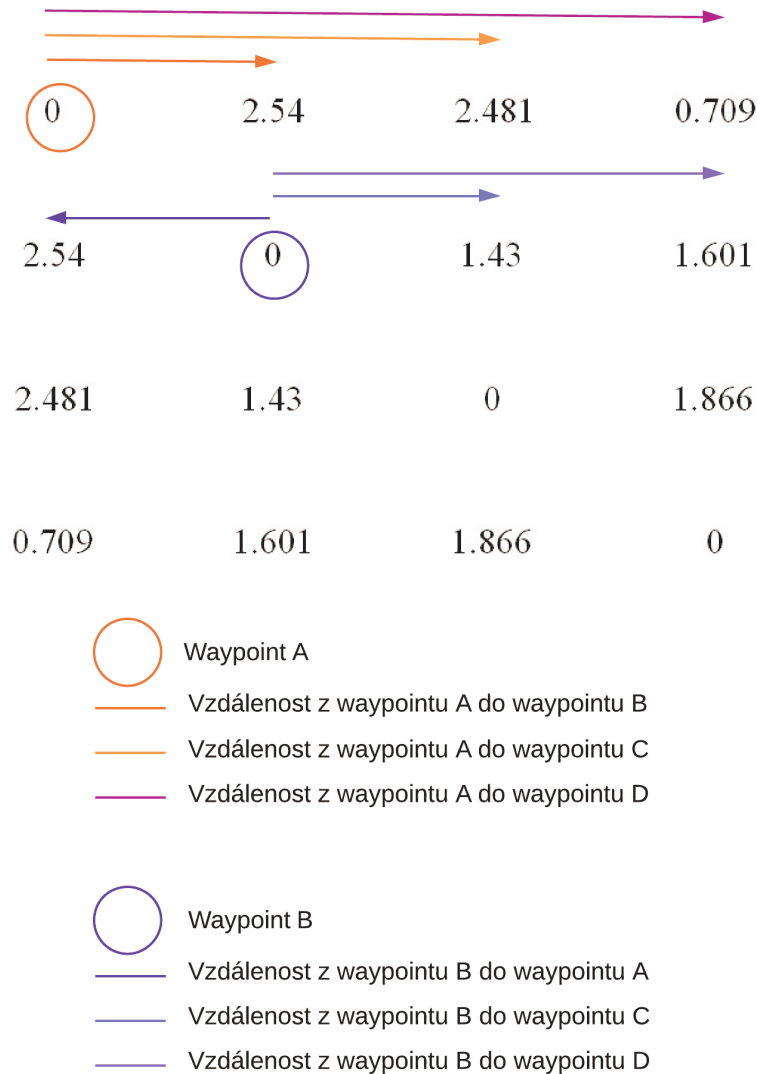 0 2.54 2.481 0.709
2.54 0 1.43 1.601
2.481 1.43 0 1.866
0.709 1.601 1.866 0
Waypoint A
Vzdálenost z waypointu A do waypointu B
Vzdálenost z waypointu A do waypointu C
Vzdálenost z waypointu A do waypointu D
Waypoint B
Vzdálenost z waypointu B do waypointu A
Vzdálenost z waypointu B do waypointu C
Vzdálenost z waypointu B do waypointu D